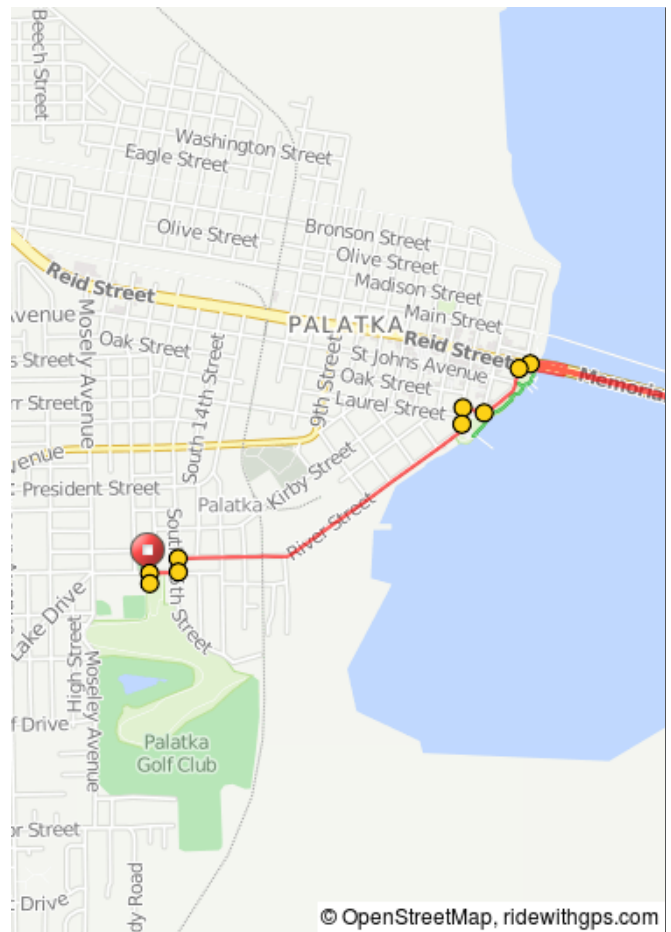 Beech Street
Washington Street
Eagle Street
Olive Street
Bronson Street
Olive Street
Madison Street
Main Street
Reid Street
PALATKA
Reid Street
Memoria
Mosely Avenue
venue
Oak Street
South 14th Street
9th Street
St Johns Avenue
Oak Street
Laurel Street
s Street
rr Street
venue
President Street
Palatka
Kirby Street
River Street
Sout
th Street
Lake Drive
High Street
Moseley Avenue
f Drive
Palatka
Golf Club
or Street
Drive
dy Road
© OpenStreetMap, ridewithgps.com